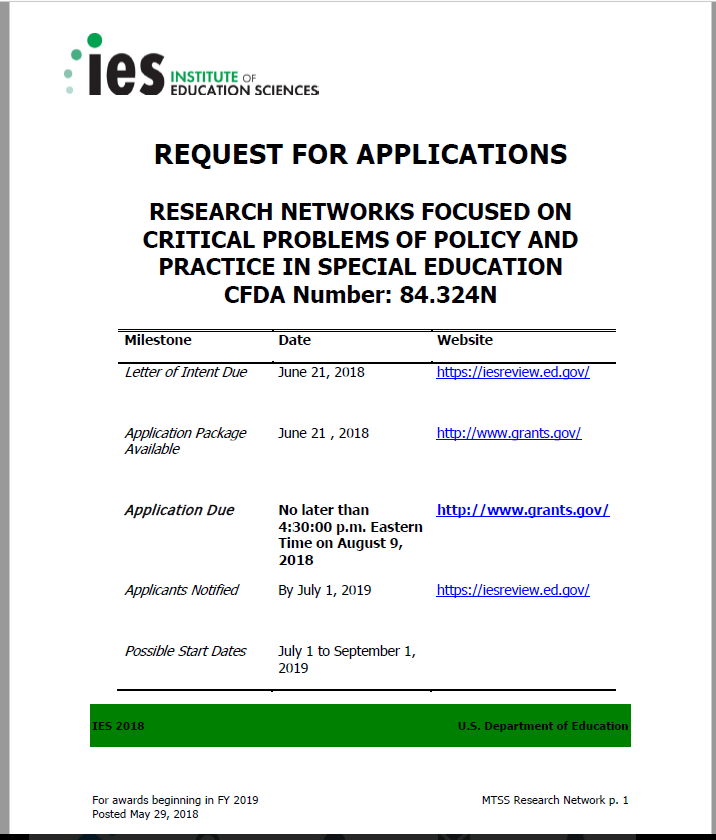 ies INSTITUTE OF
EDUCATION SCIENCES
REQUEST FOR APPLICATIONS
RESEARCH NETWORKS FOCUSED ON
CRITICAL PROBLEMS OF POLICY AND
PRACTICE IN SPECIAL EDUCATION
CFDA Number: 84.324N
Milestone Date Website
Letter of Intent Due June 21, 2018 https://iesreview.ed.gov/
Application Package June 21 , 2018 http://www.grants.gov/
Available
Application Due No later than http://www.grants.gov/
4:30:00 p.m. Eastern
Time on August 9,
2018
Applicants Notified By July 1, 2019 https://iesreview.ed.gov/
Possible Start Dates July 1 to September 1,
2019
IES 2018 U.S. Department of Education
For awards beginning in FY 2019 MTSS Research Network p. 1
Posted May 29, 2018